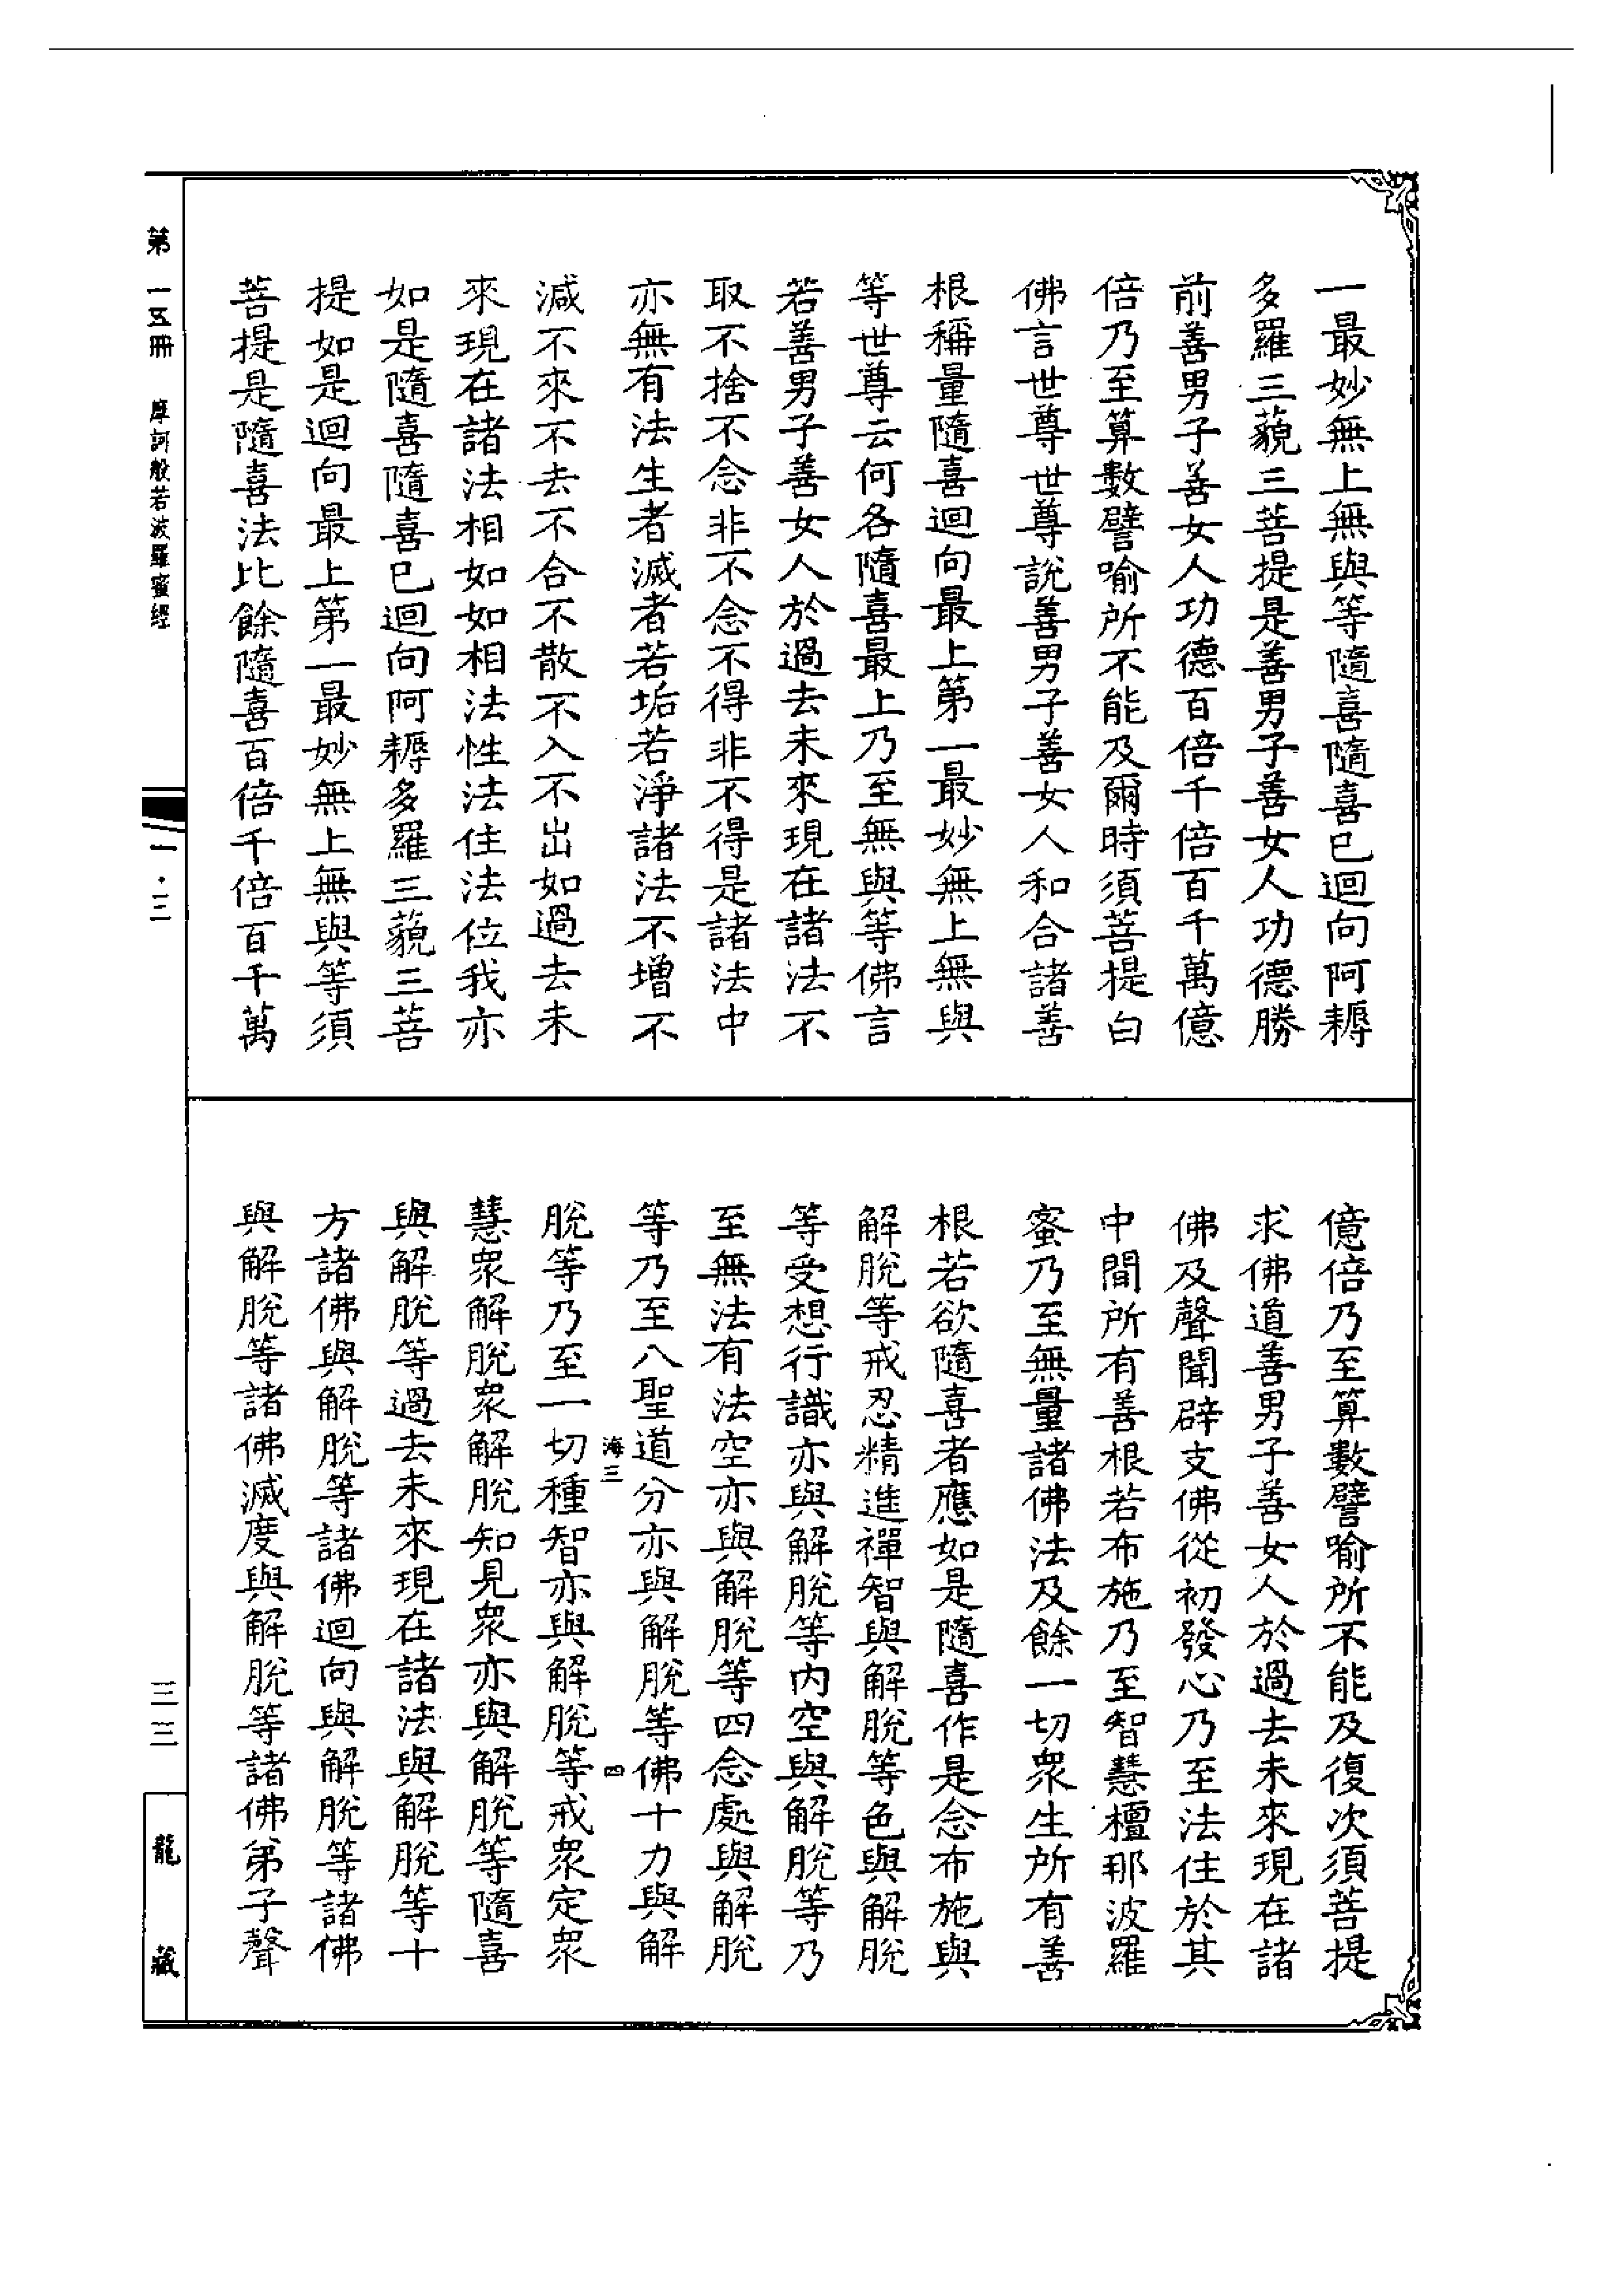 一最妙無上無與等隨喜隨喜已迴向阿耨
多羅三藐三菩提是善男子善女人功德勝
前善男子善女人功德百倍千倍百千萬億
倍乃至算數譬喻所不能及爾時須菩提白
佛言世尊世尊說善男子善女人和合諸善
根稱量隨喜迴向最上第一最妙無上無與
等世尊云何各隨喜最上乃至無與等佛言
若善男子善女人於過去未來現在諸法不
取不捨不念非不念不得非不得是諸法中
亦無有法生者滅者若垢若淨諸法不增不
減不來不去不合不散不入不出如過去未
來現在諸法相如如相法性法住法位我亦
如是隨喜隨喜已迴向阿耨多羅三藐三菩
提如是迴向最上第一最妙無上無與等須
菩提是隨喜法比餘隨喜百倍千倍百千萬
億倍乃至算數譬喻所不能及復次須菩提
求佛道善男子善女人於過去未來現在諸
佛及聲聞辟支佛從初發心乃至法住於其
中間所有善根若布施乃至智慧檀那波羅
蜜乃至無量諸佛法及餘一切眾生所有善
根若欲隨喜者應如是隨喜作是念布施與
解脫等戒忍精進禪智與解脫等色與解脫
等受想行識亦與解脫等內空與解脫等乃
至無法有法空亦與解脫等四念處與解脫
等乃至八聖道分亦與解脫等佛十力與解
海三 四
脫等乃至一切種智亦與解脫等戒眾定眾
慧眾解脫眾解脫知見眾亦與解脫等隨喜
與解脫等過去未來現在諸法與解脫等十
方諸佛與解脫等諸佛迴向與解脫等諸佛
與解脫等諸佛滅度與解脫等諸佛弟子聲
第一五冊 摩訶般若波羅蜜經 一·三 三三 龍藏